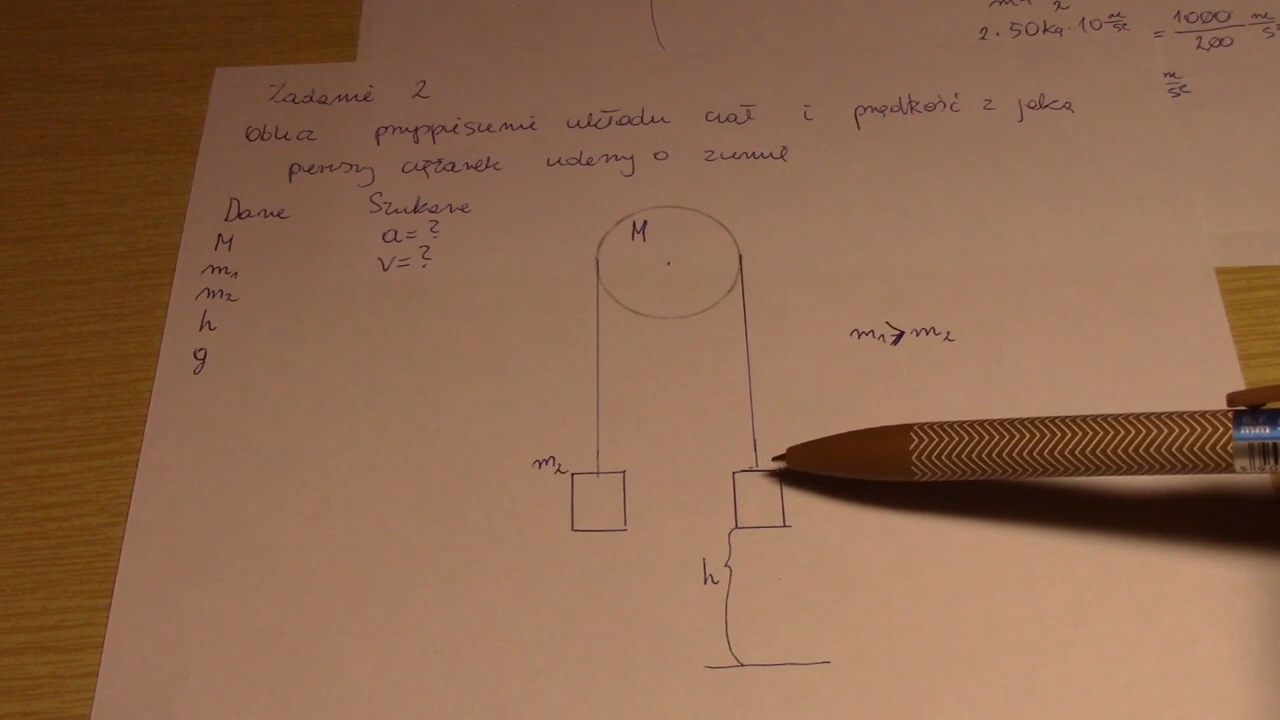 2 · 50kg · 10 m/s² = 1000/200 m/s²
m/s²
Zadanie 2
Oblicz przyspieszenie układu ciał i prędkość z jaką
pierwszy ciężarek uderzy o ziemię
Dane Szukane
M a = ?
m₁ v = ?
m₂
h
g
M
m₁ > m₂
m₂
h